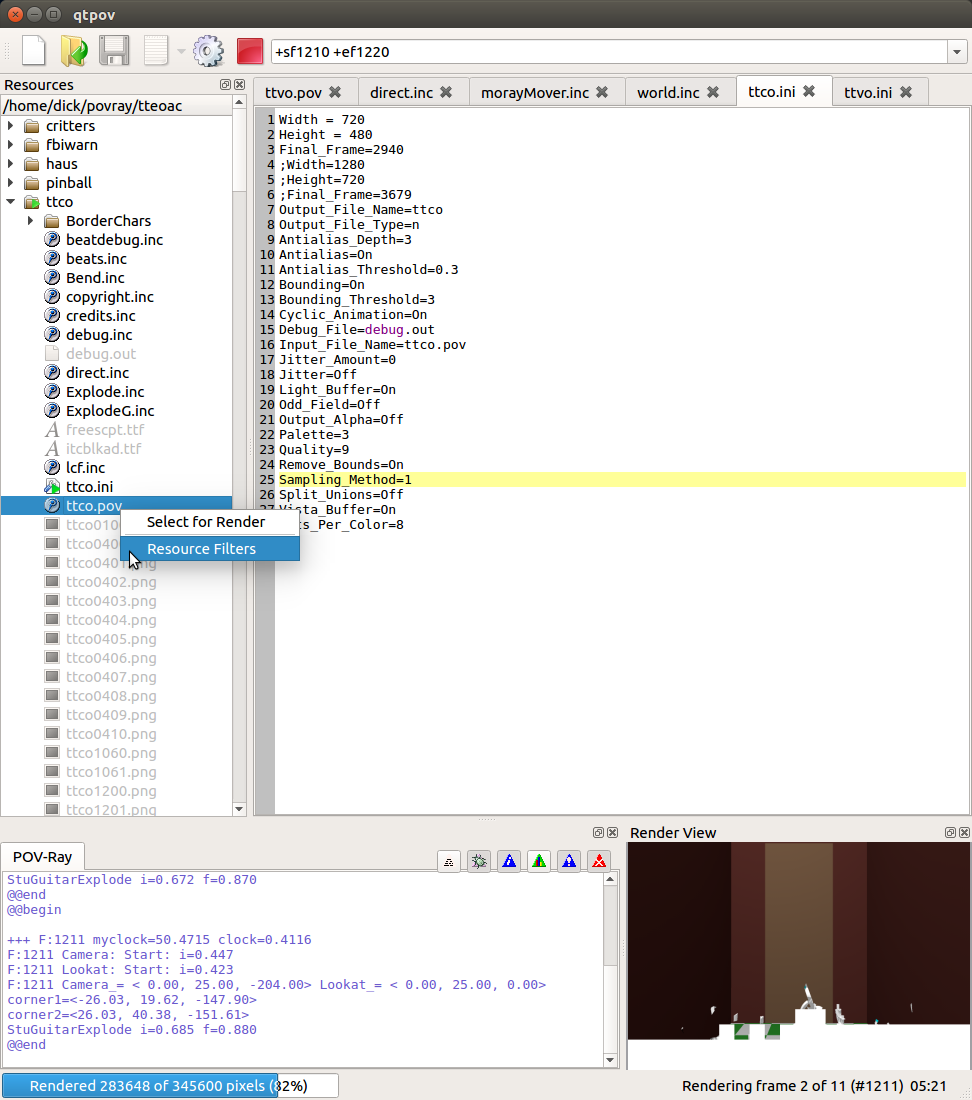 qtpov
+sf1210 +ef1220
Resources
/home/dick/povray/tteoac
critters
fbiwarn
haus
pinball
ttco
BorderChars
beatdebug.inc
beats.inc
Bend.inc
copyright.inc
credits.inc
debug.inc
debug.out
direct.inc
Explode.inc
ExplodeG.inc
freescpt.ttf
itcblkad.ttf
lcf.inc
ttco.ini
ttco.pov
ttco010
ttco040
ttco0401.png
ttco0402.png
ttco0403.png
ttco0404.png
ttco0405.png
ttco0406.png
ttco0407.png
ttco0408.png
ttco0409.png
ttco0410.png
ttco1060.png
ttco1061.png
ttco1200.png
ttco1201.png
Select for Render
Resource Filters
ttvo.pov direct.inc morayMover.inc world.inc ttco.ini ttvo.ini
1 Width = 720
2 Height = 480
3 Final_Frame=2940
4 ;Width=1280
5 ;Height=720
6 ;Final_Frame=3679
7 Output_File_Name=ttco
8 Output_File_Type=n
9 Antialias_Depth=3
10 Antialias=On
11 Antialias_Threshold=0.3
12 Bounding=On
13 Bounding_Threshold=3
14 Cyclic_Animation=On
15 Debug_File=debug.out
16 Input_File_Name=ttco.pov
17 Jitter_Amount=0
18 Jitter=Off
19 Light_Buffer=On
20 Odd_Field=Off
21 Output_Alpha=Off
22 Palette=3
23 Quality=9
24 Remove_Bounds=On
25 Sampling_Method=1
26 Split_Unions=Off
27 Vista_Buffer=On
ts_Per_Color=8
POV-Ray
StuGuitarExplode i=0.672 f=0.870
@@end
@@begin
+++ F:1211 myclock=50.4715 clock=0.4116
F:1211 Camera: Start: i=0.447
F:1211 Lookat: Start: i=0.423
F:1211 Camera_= < 0.00, 25.00, -204.00> Lookat_= < 0.00, 25.00, 0.00>
corner1=<-26.03, 19.62, -147.90>
corner2=<26.03, 40.38, -151.61>
StuGuitarExplode i=0.685 f=0.880
@@end
Render View
Rendered 283648 of 345600 pixels (82%)
Rendering frame 2 of 11 (#1211) 05:21